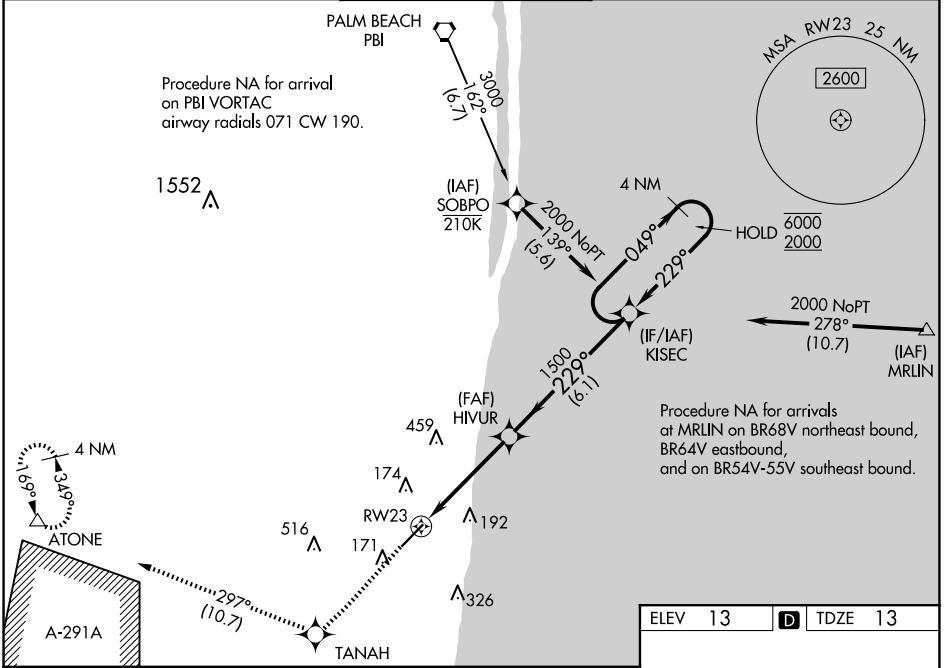 PALM BEACH
PBI
Procedure NA for arrival
on PBI VORTAC
airway radials 071 CW 190.
3000
162°
(6.7)
MSA RW23 25 NM
2600
1552
(IAF)
SOBPO
210K
2000 NoPT
139°
(5.6)
4 NM
049°
229°
HOLD
6000
2000
(IF/IAF)
KISEC
2000 NoPT
278°
(10.7)
(IAF)
MRLIN
1500
229°
(6.1)
(FAF)
HIVUR
Procedure NA for arrivals
at MRLIN on BR68V northeast bound,
BR64V eastbound,
and on BR54V-55V southeast bound.
459
174
RW23
192
516
171
326
4 NM
169°
349°
ATONE
297°
(10.7)
A-291A
TANAH
ELEV 13 D TDZE 13